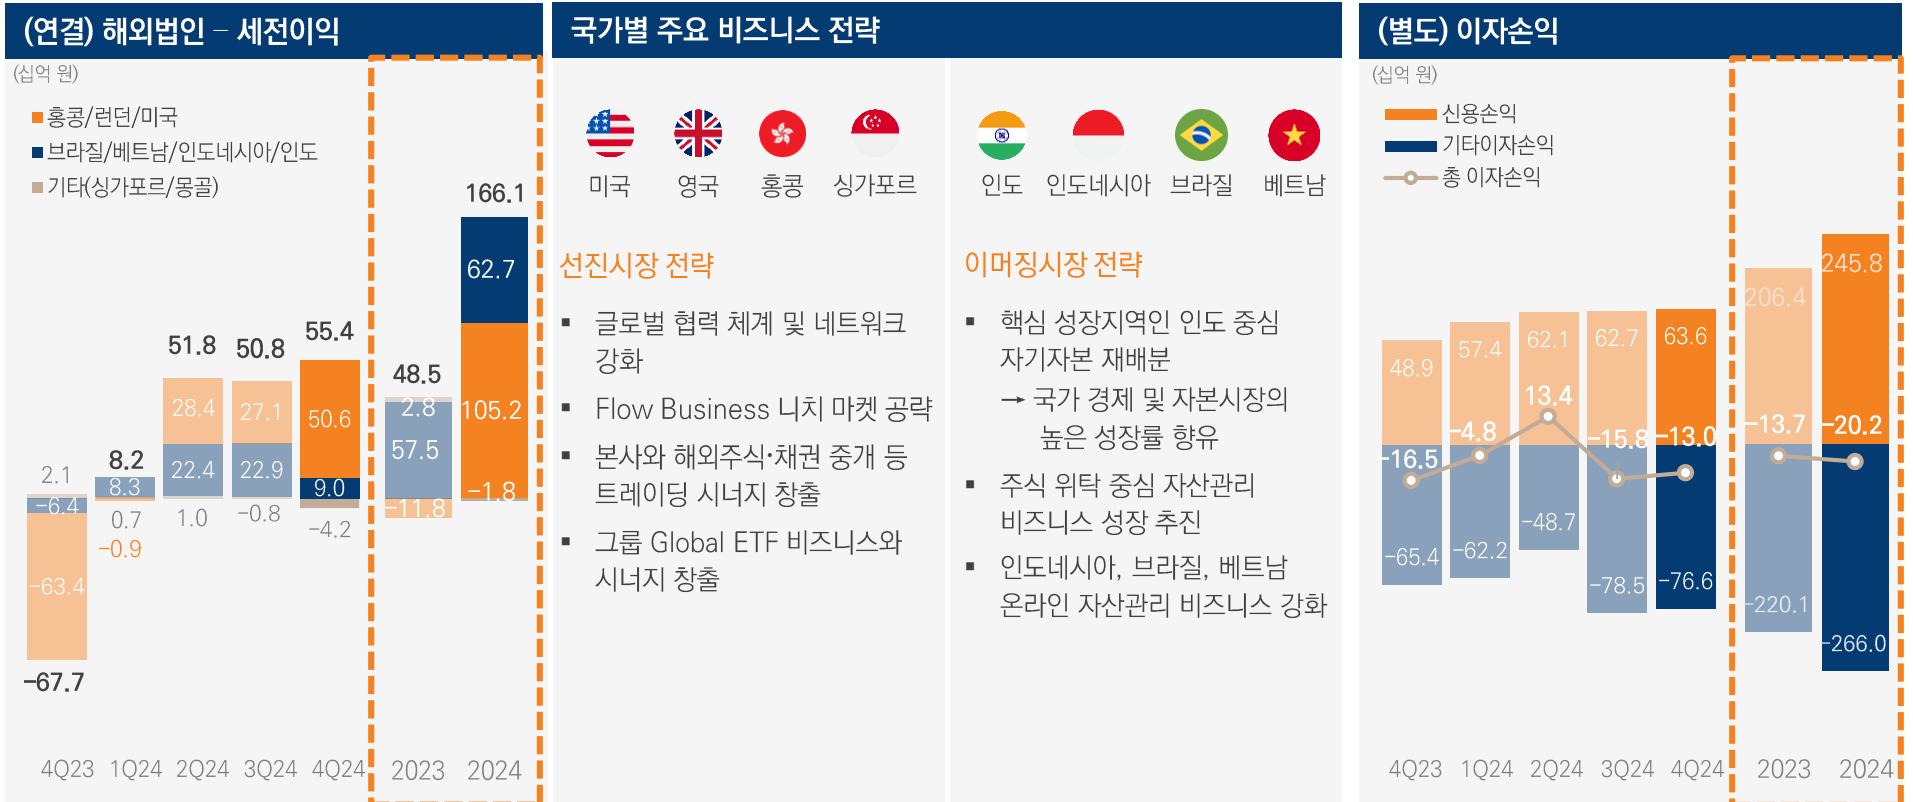 (연결) 해외법인 – 세전이익
(십억 원)
홍콩/런던/미국
브라질/베트남/인도네시아/인도
기타(싱가포르/몽골)
166.1
62.7
55.4
51.8
50.8
48.5
2.8
105.2
28.4
27.1
50.6
57.5
8.2
2.1
8.3
22.4
22.9
9.0
-1.8
-6.4
-11.8
0.7
1.0
-0.8
-4.2
-0.9
-63.4
-67.7
4Q23 1Q24 2Q24 3Q24 4Q24 2023 2024
국가별 주요 비즈니스 전략
미국 영국 홍콩 싱가포르
선진시장 전략
▪ 글로벌 협력 체계 및 네트워크
강화
▪ Flow Business 니치 마켓 공략
▪ 본사와 해외주식·채권 중개 등
트레이딩 시너지 창출
▪ 그룹 Global ETF 비즈니스와
시너지 창출
인도 인도네시아 브라질 베트남
이머징시장 전략
▪ 핵심 성장지역인 인도 중심
자기자본 재배분
→ 국가 경제 및 자본시장의
높은 성장률 향유
▪ 주식 위탁 중심 자산관리
비즈니스 성장 추진
▪ 인도네시아, 브라질, 베트남
온라인 자산관리 비즈니스 강화
(별도) 이자손익
(십억 원)
신용손익
기타이자손익
총 이자손익
245.8
206.4
48.9 57.4 62.1 62.7 63.6
13.4
-16.5 -4.8 -15.8 -13.0 -13.7 -20.2
-65.4 -62.2 -48.7 -78.5 -76.6 -220.1
-266.0
4Q23 1Q24 2Q24 3Q24 4Q24 2023 2024